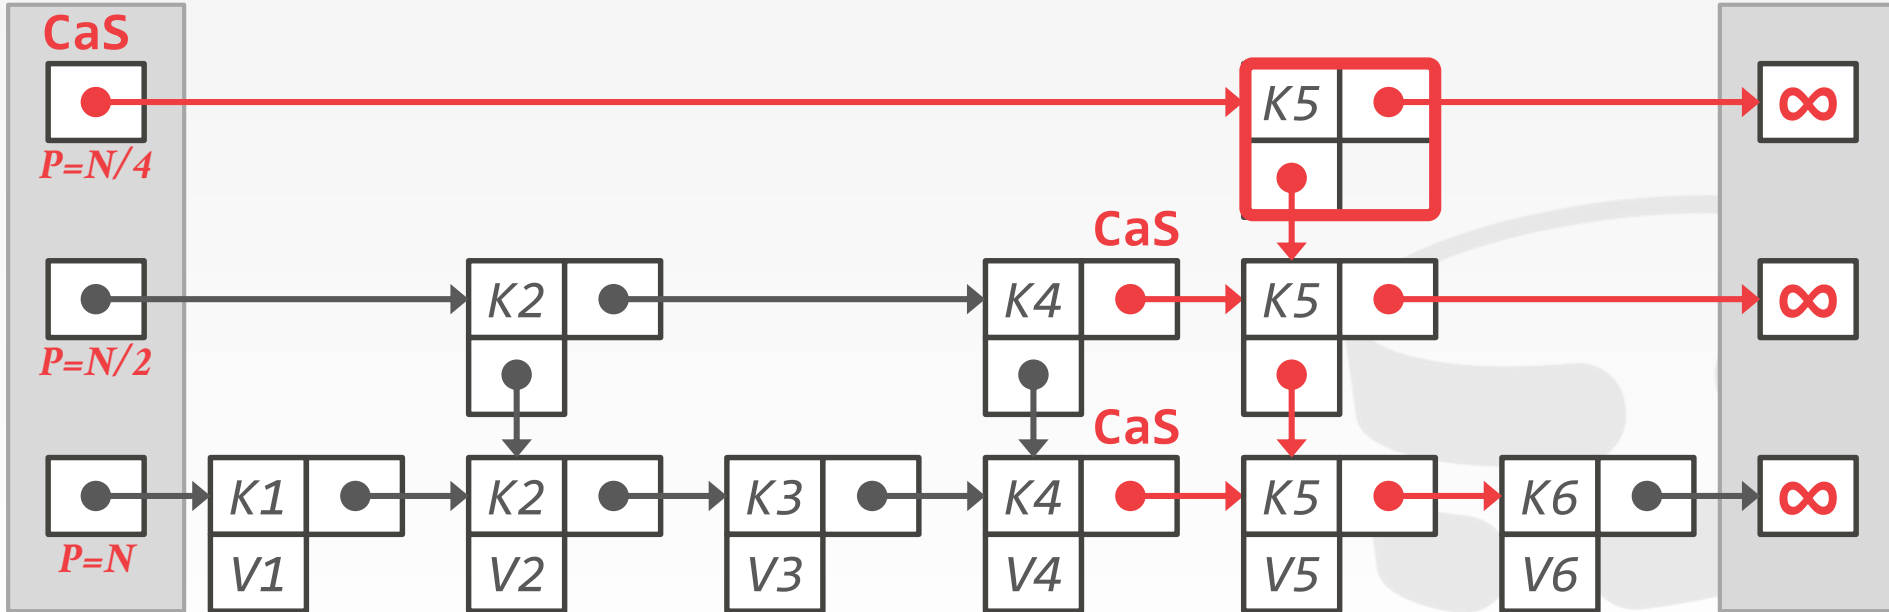 CaS
K5 ∞
P=N/4
CaS
K2 K4 K5 ∞
P=N/2
CaS
K1 K2 K3 K4 K5 K6 ∞
P=N
V1 V2 V3 V4 V5 V6